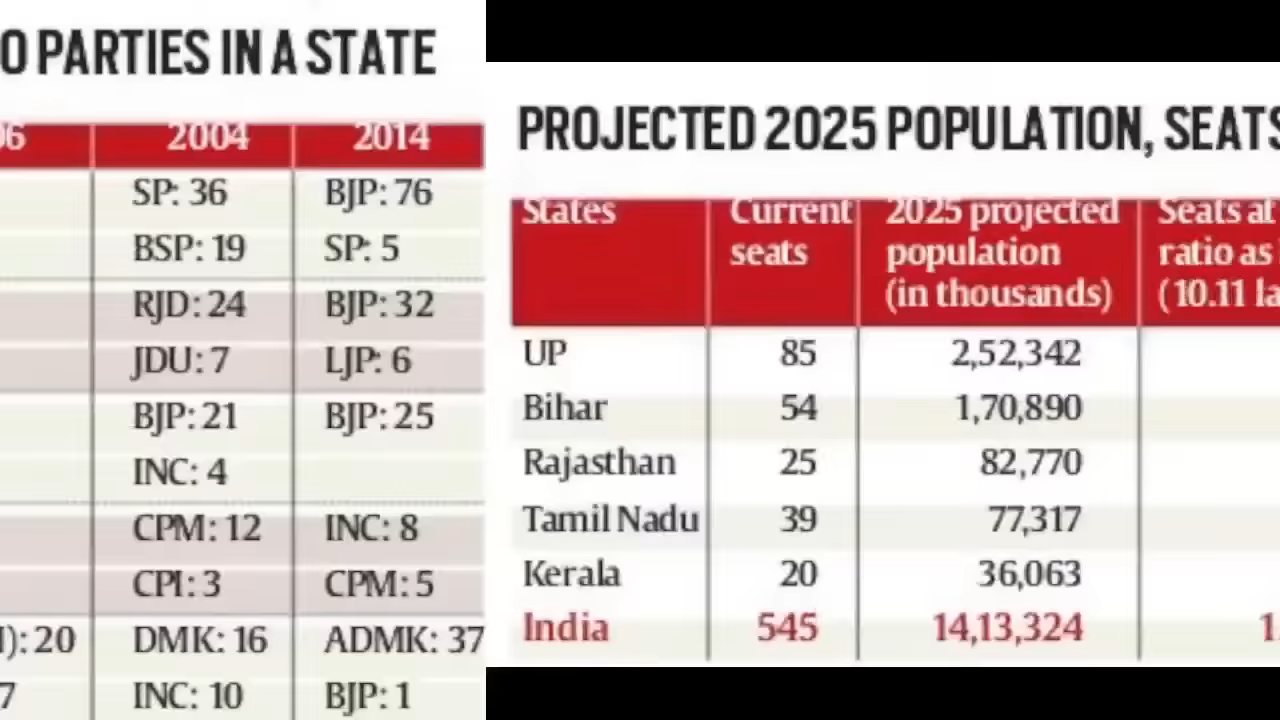 O PARTIES IN A STATE
06 2004 2014
SP: 36 BJP: 76
BSP: 19 SP: 5
RJD: 24 BJP: 32
JDU: 7 LJP: 6
BJP: 21 BJP: 25
INC: 4
CPM: 12 INC: 8
CPI: 3 CPM: 5
): 20 DMK: 16 ADMK: 37
7 INC: 10 BJP: 1
PROJECTED 2025 POPULATION, SEATS
States Current 2025 projected Seats at
seats population ratio as
(in thousands) (10.11 la
UP 85 2,52,342
Bihar 54 1,70,890
Rajasthan 25 82,770
Tamil Nadu 39 77,317
Kerala 20 36,063
India 545 14,13,324 1